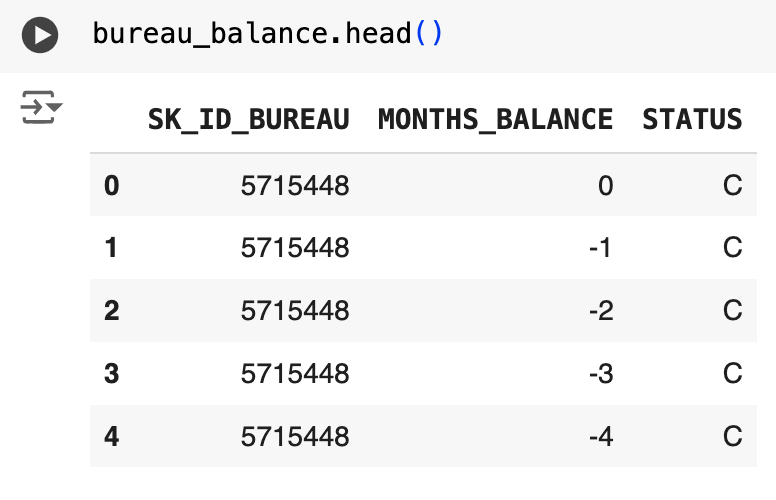 bureau_balance.head()
SK_ID_BUREAU MONTHS_BALANCE STATUS
0 5715448 0 C
1 5715448 -1 C
2 5715448 -2 C
3 5715448 -3 C
4 5715448 -4 C